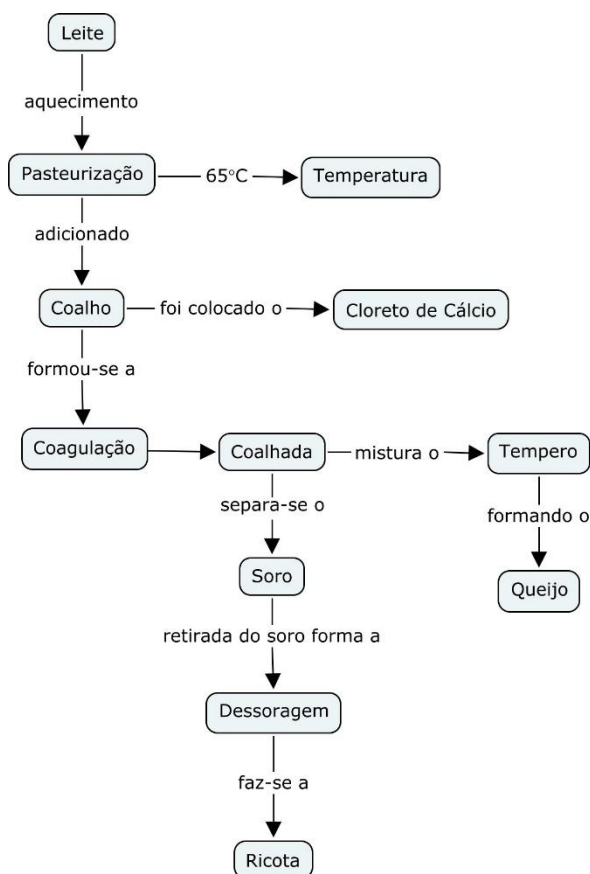 Leite
aquecimento
Pasteurização
65°C
Temperatura
adicionado
Coalho
foi colocado o
Cloreto de Cálcio
formou-se a
Coagulação
Coalhada
mistura o
Tempero
separa-se o
formando o
Soro
Queijo
retirada do soro forma a
Dessoragem
faz-se a
Ricota